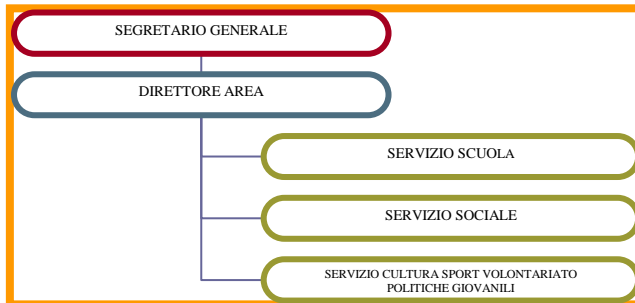 SEGRETARIO GENERALE
DIRETTORE AREA
SERVIZIO SCUOLA
SERVIZIO SOCIALE
SERVIZIO CULTURA SPORT VOLONTARIATO
POLITICHE GIOVANILI